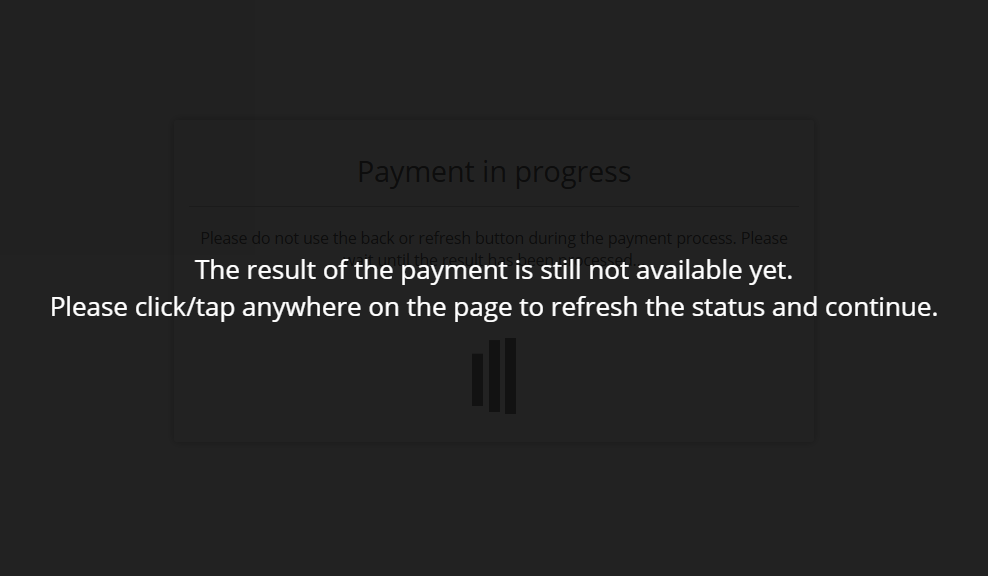 Payment in progress
Please do not use the back or refresh button during the payment process. Please
wait until the result has been processed.
The result of the payment is still not available yet.
Please click/tap anywhere on the page to refresh the status and continue.